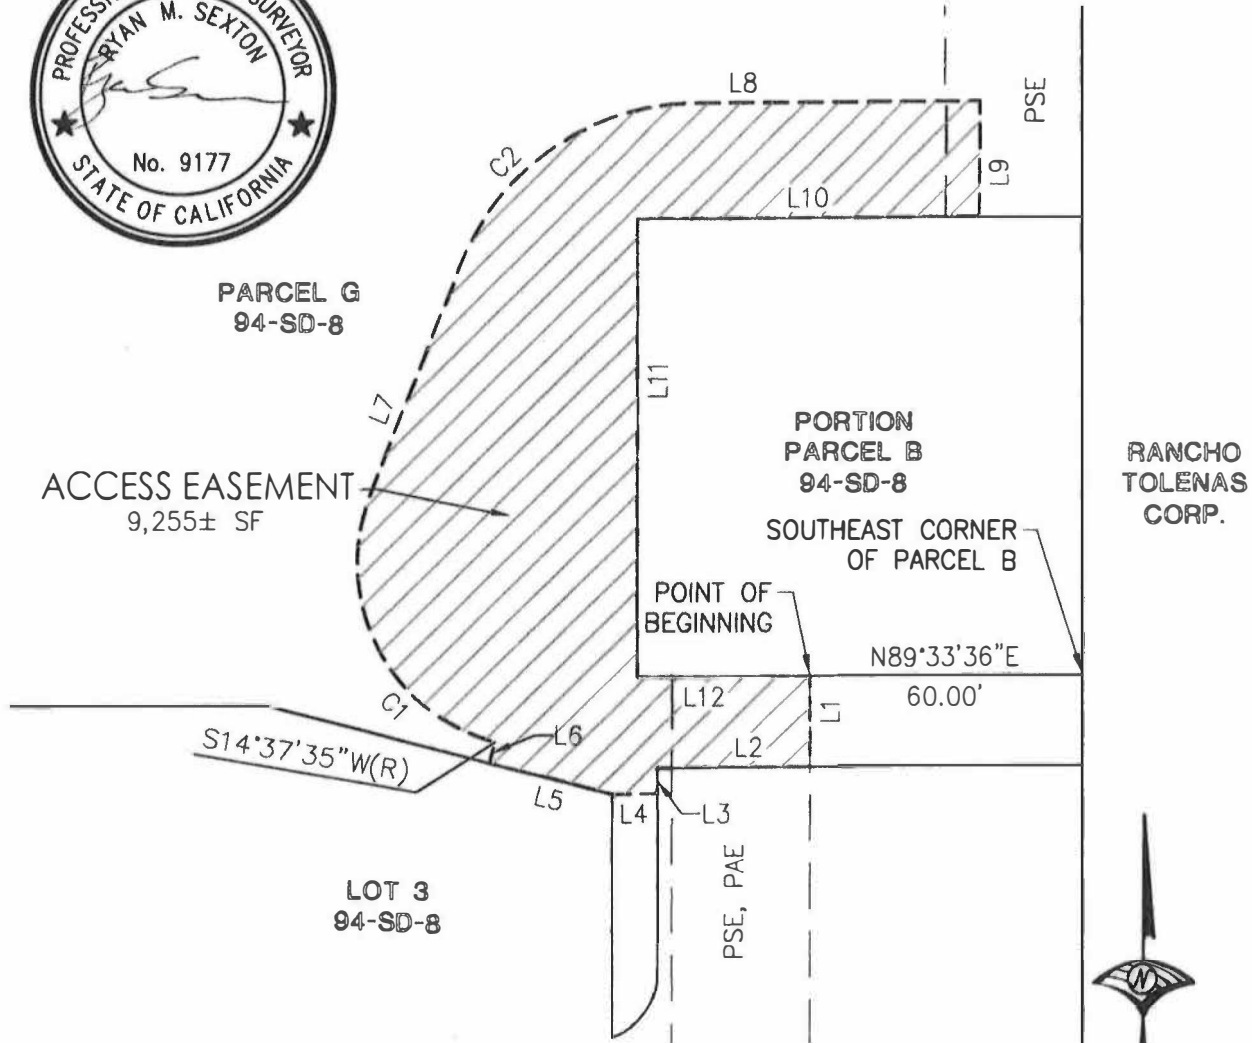 PROFESSI
SURVEYOR
RYAN M. SEXTON
No. 9177
STATE OF CALIFORNIA
L8
PSE
C2
L9
L10
PARCEL G
94-SD-8
L7
L11
PORTION
PARCEL B
94-SD-8
RANCHO
TOLENAS
CORP.
ACCESS EASEMENT
9,255± SF
SOUTHEAST CORNER
OF PARCEL B
POINT OF
BEGINNING
N89°33'36"E
60.00'
L12
L1
C1
L6
L2
S14°37'35"W(R)
L5
L4
L3
PSE, PAE
LOT 3
94-SD-8
N